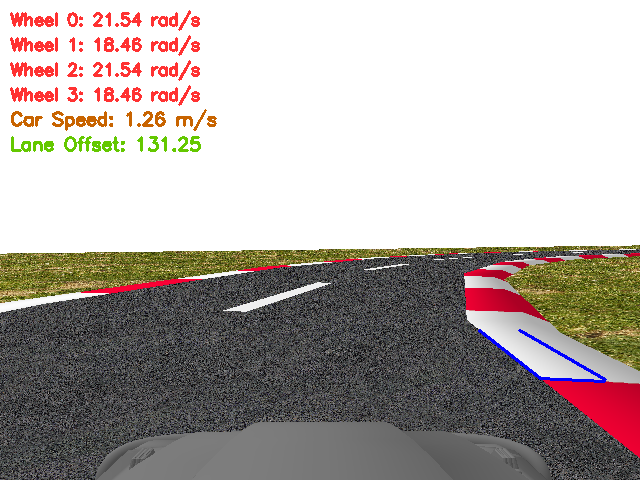 Wheel 0: 21.54 rad/s
Wheel 1: 18.46 rad/s
Wheel 2: 21.54 rad/s
Wheel 3: 18.46 rad/s
Car Speed: 1.26 m/s
Lane Offset: 131.25